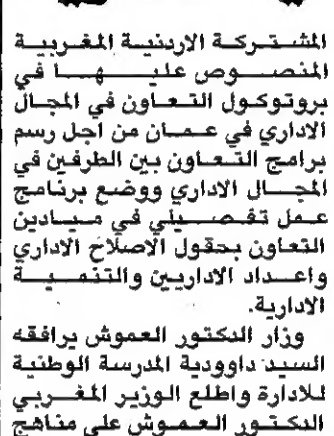 المشتركة الاردنية المغربية
المنصوص عليها في
بروتوكول التعاون في المجال
الاداري في عمان من اجل رسم
برامج التعاون بين الطرفين في
المجال الاداري ووضع برنامج
عمل تفصيلي في ميادين
التعاون بحقول الاصلاح الاداري
واعداد الاداريين والتنمية
الادارية.
وزار الدكتور العموش يرافقه
السيد داوودية المدرسة الوطنية
للادارة واطلع الوزير المغربي
الدكتور العموش على مناهج